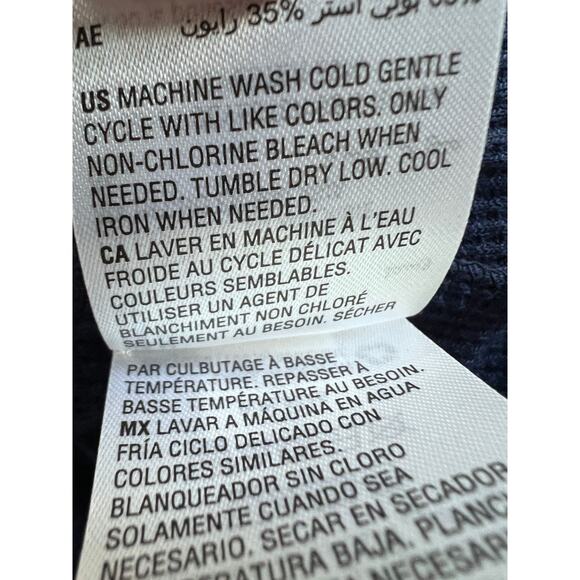 AE
بولي استر %35 رايون
US MACHINE WASH COLD GENTLE
CYCLE WITH LIKE COLORS. ONLY
NON-CHLORINE BLEACH WHEN
NEEDED. TUMBLE DRY LOW. COOL
IRON WHEN NEEDED.
CA LAVER EN MACHINE À L'EAU
FROIDE AU CYCLE DÉLICAT AVEC
COULEURS SEMBLABLES.
UTILISER UN AGENT DE
BLANCHIMENT NON CHLORÉ
SEULEMENT AU BESOIN. SÉCHER
PAR CULBUTAGE À BASSE
TEMPÉRATURE. REPASSER À
BASSE TEMPÉRATURE AU BESOIN.
MX LAVAR A MÁQUINA EN AGUA
FRÍA CICLO DELICADO CON
COLORES SIMILARES.
BLANQUEADOR SIN CLORO
SOLAMENTE CUANDO SEA
NECESARIO. SECAR EN SECADOR
BAJA.
NECESAR